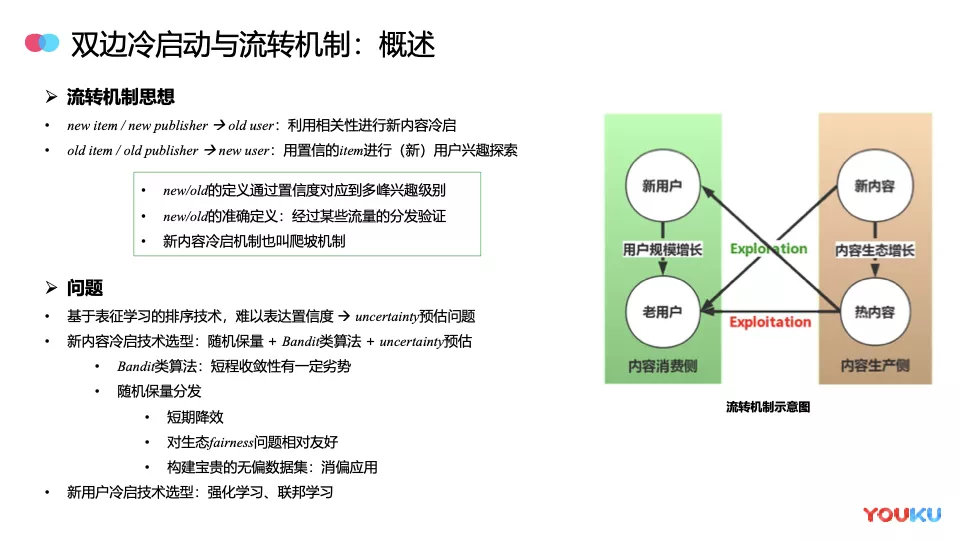 双边冷启动与流转机制：概述
➢ 流转机制思想
• new item / new publisher → old user：利用相关性进行新内容冷启
• old item / old publisher → new user：用置信的item进行（新）用户兴趣探索
• new/old的定义通过置信度对应到多峰兴趣级别
• new/old的准确定义：经过某些流量的分发验证
• 新内容冷启机制也叫爬坡机制
➢ 问题
• 基于表征学习的排序技术，难以表达置信度 → uncertainty预估问题
• 新内容冷启技术选型：随机保量 + Bandit类算法 + uncertainty预估
• Bandit类算法：短程收敛性有一定劣势
• 随机保量分发
• 短期降效
• 对生态fairness问题相对友好
• 构建宝贵的无偏数据集：消偏应用
• 新用户冷启技术选型：强化学习、联邦学习
新用户
新内容
用户规模增长
Exploration
内容生态增长
老用户
热内容
Exploitation
内容消费侧
内容生产侧
流转机制示意图
YOUKU